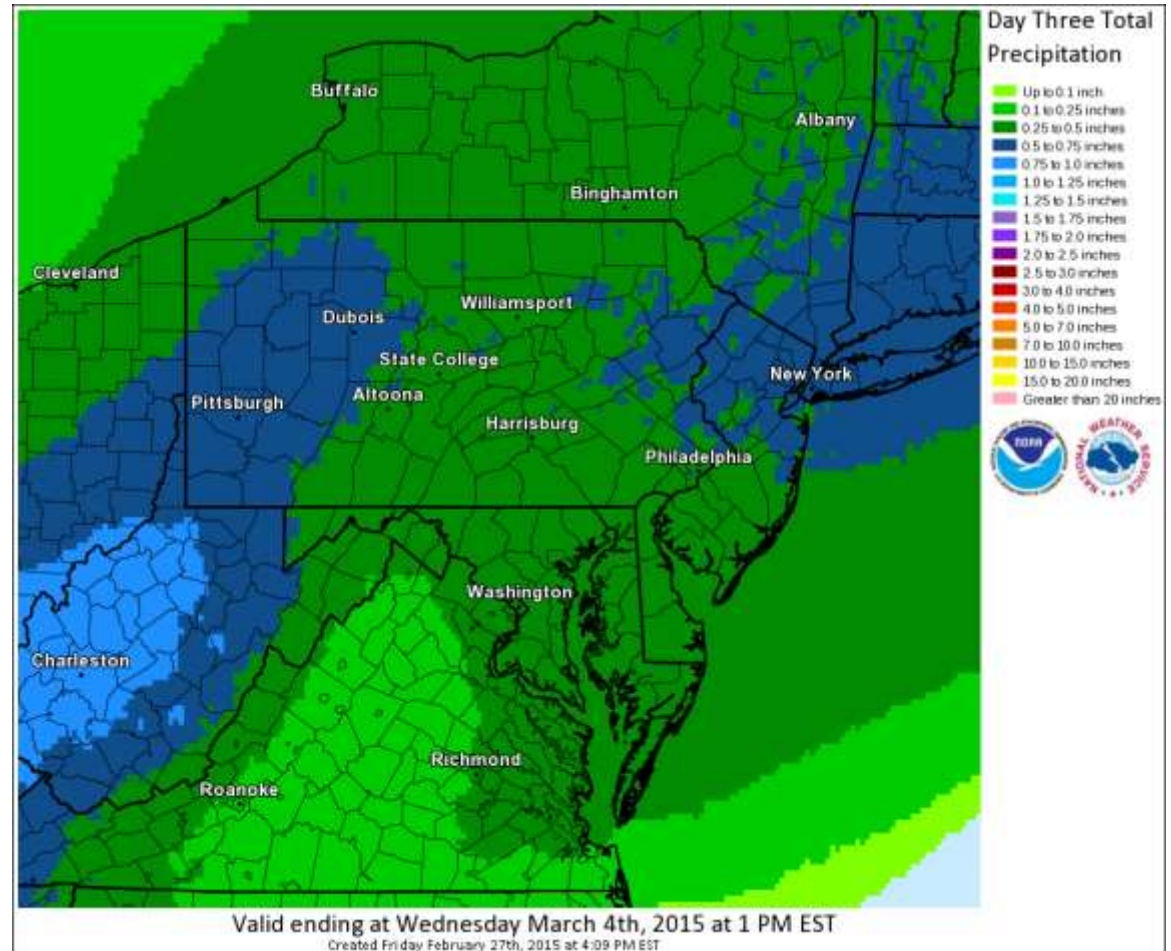 Day Three Total
Precipitation
Up to 0.1 inch
0.1 to 0.25 inches
0.25 to 0.5 inches
0.5 to 0.75 inches
0.75 to 1.0 inches
1.0 to 1.25 inches
1.25 to 1.5 inches
1.5 to 1.75 inches
1.75 to 2.0 inches
2.0 to 2.5 inches
2.5 to 3.0 inches
3.0 to 4.0 inches
4.0 to 5.0 inches
5.0 to 7.0 inches
7.0 to 10.0 inches
10.0 to 15.0 inches
15.0 to 20.0 inches
Greater than 20 inches
NOAA
NATIONAL WEATHER SERVICE
Buffalo
Albany
Binghamton
Cleveland
Williamsport
Dubois
State College
New York
Altoona
Pittsburgh
Harrisburg
Philadelphia
Washington
Charleston
Richmond
Roanoke
Valid ending at Wednesday March 4th, 2015 at 1 PM EST
Created Friday February 27th, 2015 at 4:09 PM EST